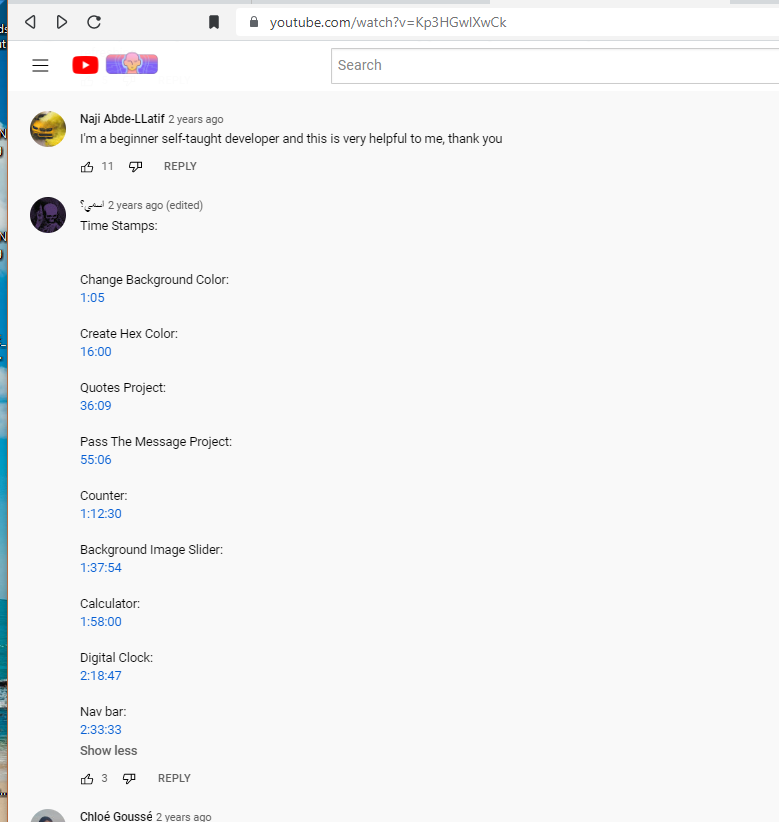 youtube.com/watch?v=Kp3HGwlXwCk
Search
Naji Abde-LLatif 2 years ago
I'm a beginner self-taught developer and this is very helpful to me, thank you
11 REPLY
اسمي؟ 2 years ago (edited)
Time Stamps:
Change Background Color:
1:05
Create Hex Color:
16:00
Quotes Project:
36:09
Pass The Message Project:
55:06
Counter:
1:12:30
Background Image Slider:
1:37:54
Calculator:
1:58:00
Digital Clock:
2:18:47
Nav bar:
2:33:33
Show less
3 REPLY
Chloé Goussé 2 years ago